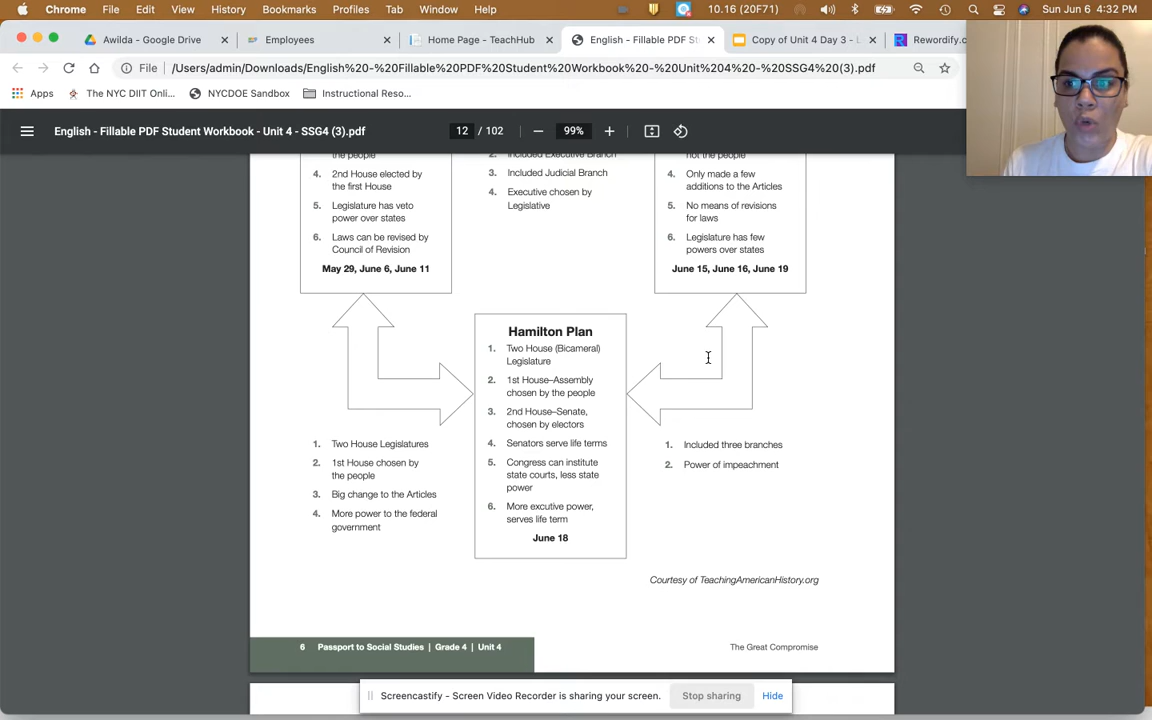 Chrome File Edit View History Bookmarks Profiles Tab Window Help 10.16 (20F71) Sun Jun 6 4:32 PM
Awilda - Google Drive Employees Home Page - TeachHub English - Fillable PDF St Copy of Unit 4 Day 3 - L Rewordify.c
File /Users/admin/Downloads/English%20-%20Fillable%20PDF%20Student%20Workbook%20-%20Unit%204%20-%20SSG4%20(3).pdf
Apps The NYC DIIT Onli... NYCDOE Sandbox Instructional Reso...
English - Fillable PDF Student Workbook - Unit 4 - SSG4 (3).pdf 12 / 102 99%
the people
4. 2nd House elected by
the first House
5. Legislature has veto
power over states
6. Laws can be revised by
Council of Revision
May 29, June 6, June 11
2. Included Executive Branch
3. Included Judicial Branch
4. Executive chosen by
Legislative
not the people
4. Only made a few
additions to the Articles
5. No means of revisions
for laws
6. Legislature has few
powers over states
June 15, June 16, June 19
Hamilton Plan
1. Two House (Bicameral)
Legislature
2. 1st House–Assembly
chosen by the people
3. 2nd House–Senate,
chosen by electors
4. Senators serve life terms
5. Congress can institute
state courts, less state
power
6. More excutive power,
serves life term
June 18
1. Two House Legislatures
2. 1st House chosen by
the people
3. Big change to the Articles
4. More power to the federal
government
1. Included three branches
2. Power of impeachment
Courtesy of TeachingAmericanHistory.org
6 Passport to Social Studies | Grade 4 | Unit 4 The Great Compromise
Screencastify - Screen Video Recorder is sharing your screen. Stop sharing Hide